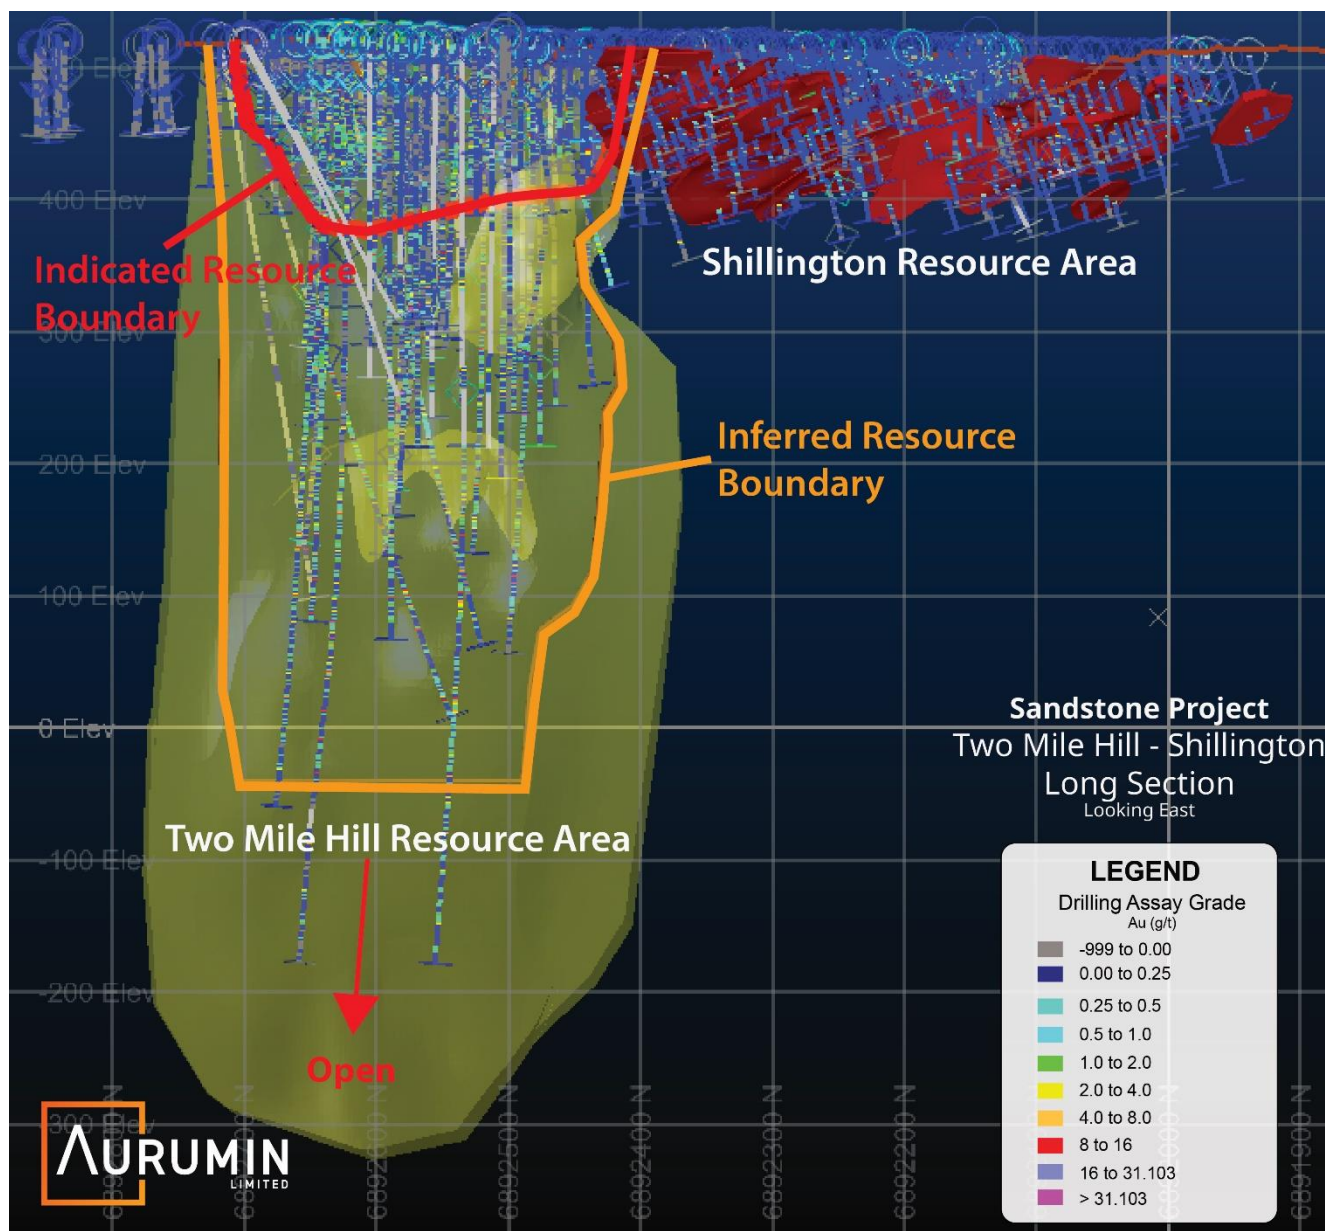 400 Elev
Indicated Resource
Boundary
Shillington Resource Area
300 Elev
Inferred Resource
Boundary
200 Elev
100 Elev
0 Elev
Sandstone Project
Two Mile Hill - Shillington
Long Section
Looking East
Two Mile Hill Resource Area
-100 Elev
-200 Elev
Open
-300 Elev
LEGEND
Drilling Assay Grade
Au (g/t)
-999 to 0.00
0.00 to 0.25
0.25 to 0.5
0.5 to 1.0
1.0 to 2.0
2.0 to 4.0
4.0 to 8.0
8 to 16
16 to 31.103
> 31.103
6892500 N
6892400 N
6892300 N
6892200 N
6892000 N
6891900 N
AURUMIN
LIMITED